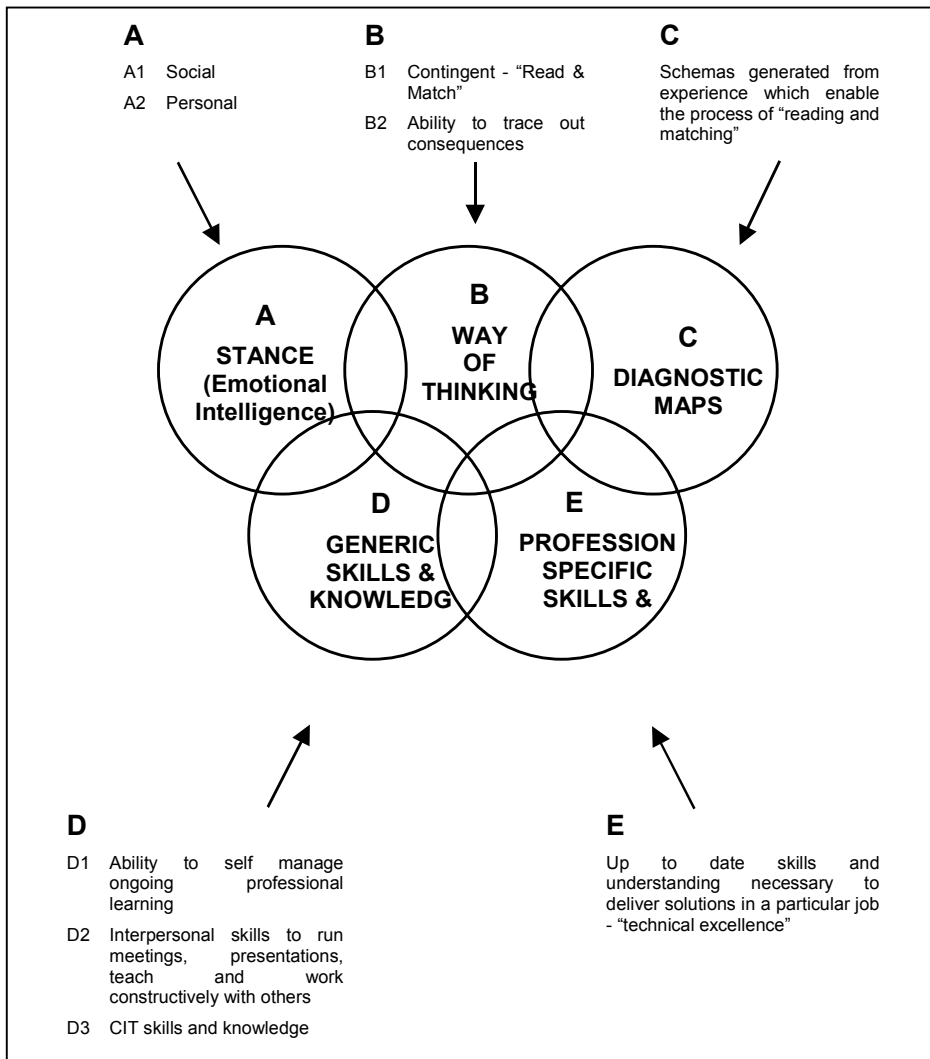 A
A1 Social
A2 Personal
B
B1 Contingent - “Read &
Match”
B2 Ability to trace out
consequences
C
Schemas generated from
experience which enable
the process of “reading and
matching”
A
STANCE
(Emotional
Intelligence)
B
WAY
OF
THINKING
C
DIAGNOSTIC
MAPS
D
GENERIC
SKILLS &
KNOWLEDG
E
PROFESSION
SPECIFIC
SKILLS &
D
D1 Ability to self manage
ongoing professional
learning
D2 Interpersonal skills to run
meetings, presentations,
teach and work
constructively with others
D3 CIT skills and knowledge
E
Up to date skills and
understanding necessary to
deliver solutions in a particular job
- “technical excellence”